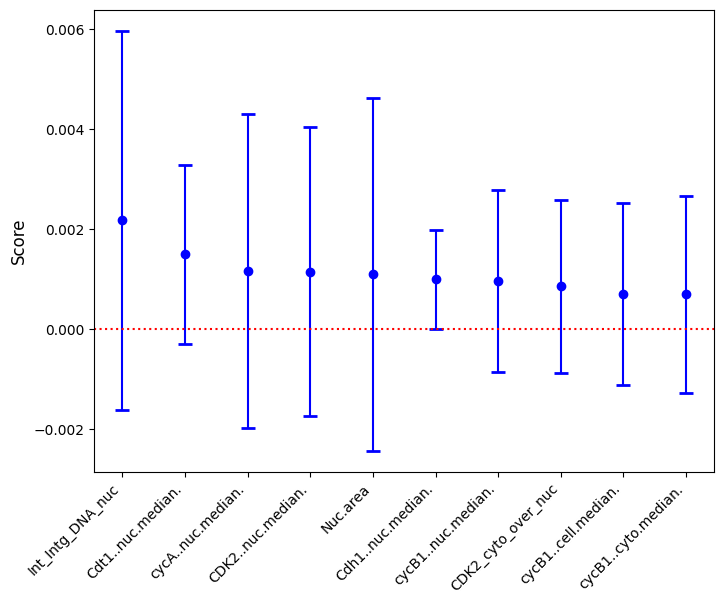 0.006
0.004
0.002
0.000
−0.002
Score
Int_Intg_DNA_nuc
Cdt1..nuc.median.
cycA..nuc.median.
CDK2..nuc.median.
Nuc.area
Cdh1..nuc.median.
cycB1..nuc.median.
CDK2_cyto_over_nuc
cycB1..cell.median.
cycB1..cyto.median.